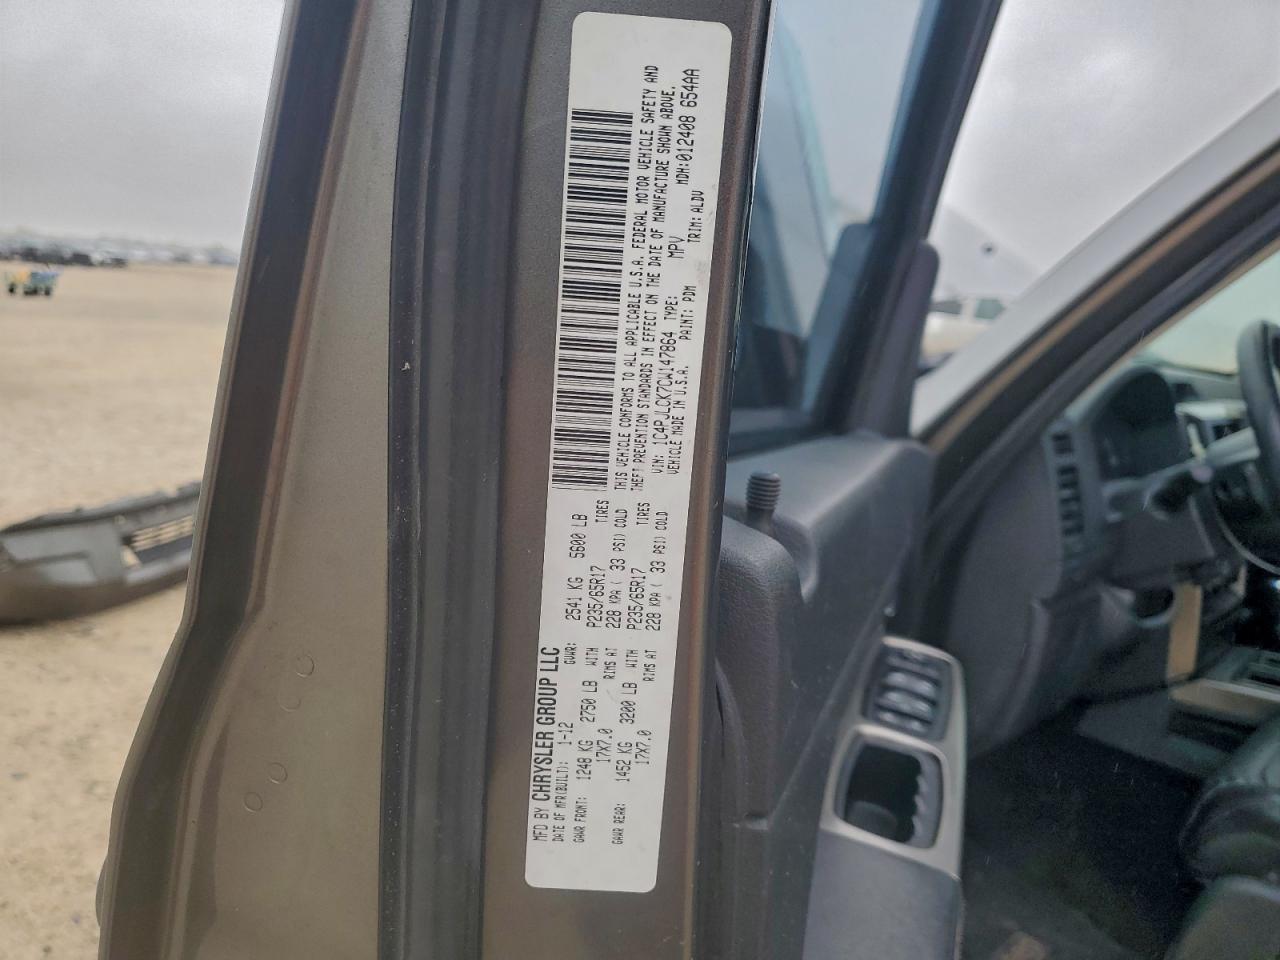 MFD BY CHRYSLER GROUP LLC
DATE OF MFR(BUILT): 1-12 GVWR: 2541 KG 5600 LB
GAWR FRONT: 1248 KG 2750 LB WITH P235/65R17 TIRES
17X7.0 RIMS AT 228 KPA ( 33 PSI) COLD
GAWR REAR: 1452 KG 3200 LB WITH P235/65R17 TIRES
17X7.0 RIMS AT 228 KPA ( 33 PSI) COLD
THIS VEHICLE CONFORMS TO ALL APPLICABLE U.S.A. FEDERAL MOTOR VEHICLE SAFETY AND
THEFT PREVENTION STANDARDS IN EFFECT ON THE DATE OF MANUFACTURE SHOWN ABOVE.
VIN: 1C4PJLCK7CW147864 TYPE: MPV MDH:012408 654AA
VEHICLE MADE IN U.S.A. PAINT: PDM TRIM: ALDV